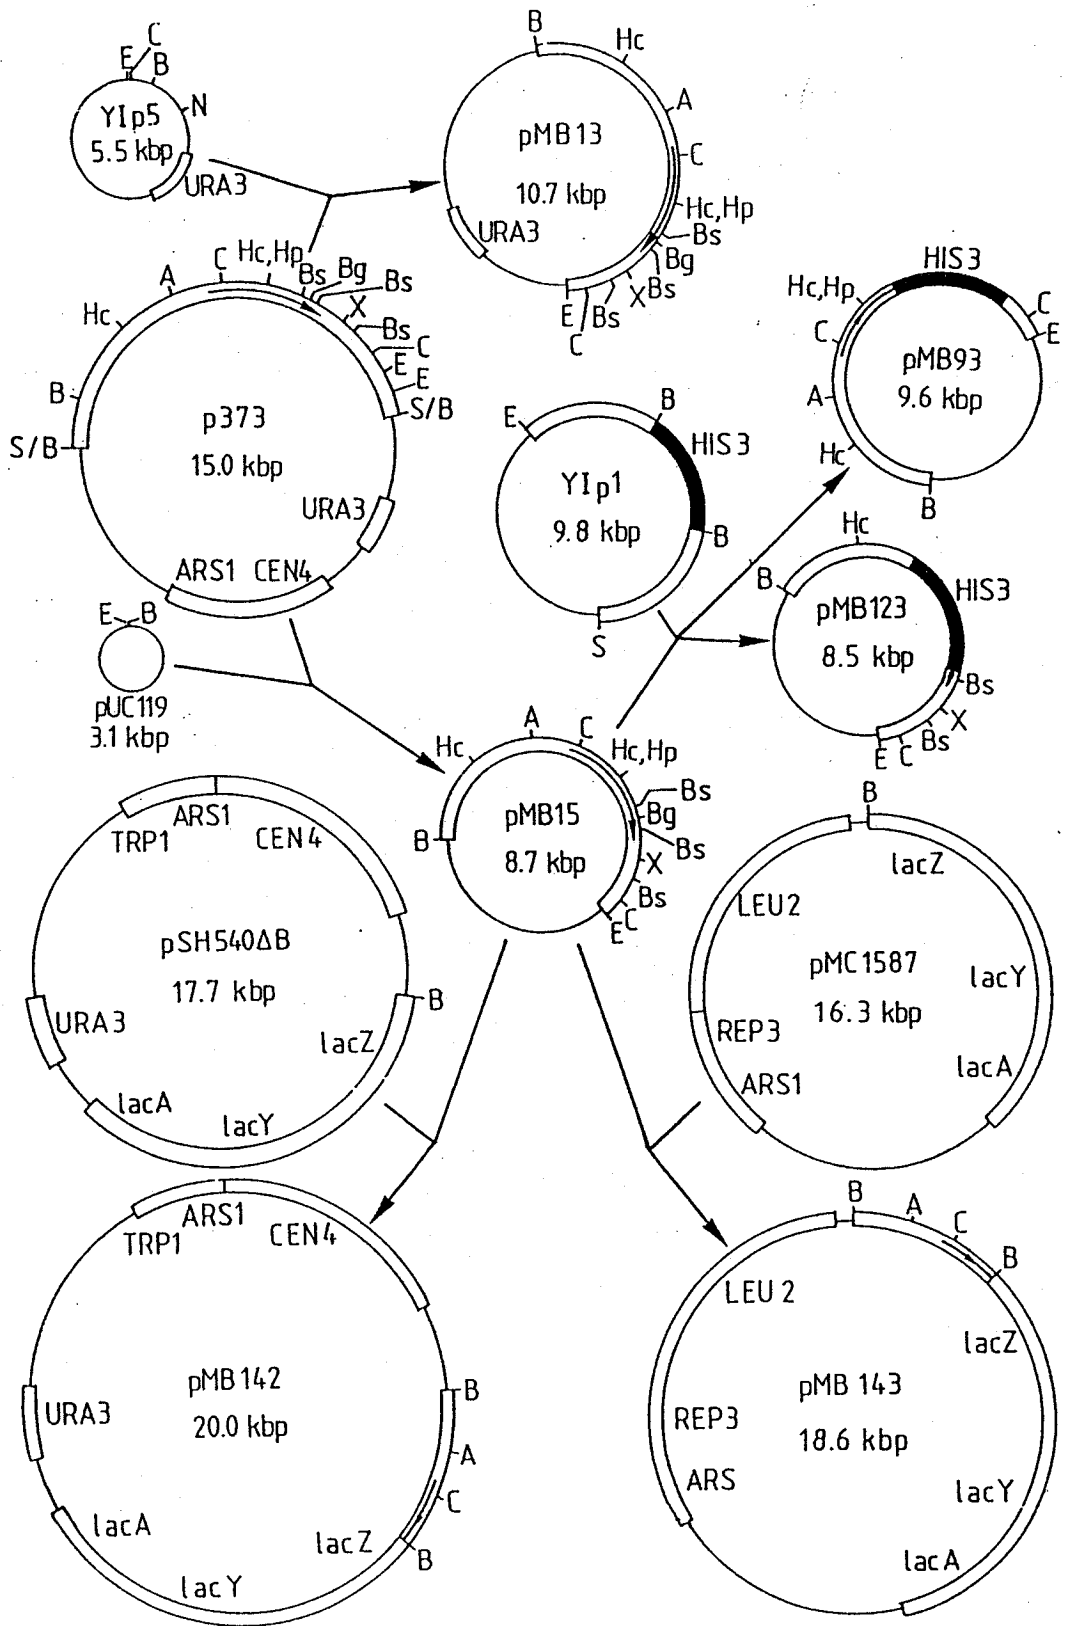 C
E
B
N
YIp5
5.5 kbp
URA3
B
Hc
A
C
Hc,Hp
Bs
Bg
Bs
X
Bs
C
E
pMB13
10.7 kbp
URA3
Hc,Hp
C
A
Hc
B
S/B
Bs
Bg
Bs
X
Bs
C
E
E
S/B
p373
15.0 kbp
URA3
ARS1 CEN4
HIS3
Hc,Hp
C
E
C
A
Hc
B
pMB93
9.6 kbp
E
B
HIS3
B
S
YIp1
9.8 kbp
E
B
pUC119
3.1 kbp
Hc
B
HIS3
pMB123
8.5 kbp
Bs
X
Bs
C
E
A
C
Hc
Hc,Hp
Bs
Bg
Bs
X
Bs
C
E
B
pMB15
8.7 kbp
TRP1
ARS1
CEN4
pSH540ΔB
17.7 kbp
B
URA3
lacZ
lacA
lacY
B
lacZ
LEU2
pMC1587
16.3 kbp
lacY
REP3
lacA
ARS1
TRP1
ARS1
CEN4
pMB142
20.0 kbp
B
A
C
B
URA3
lacA
lacZ
lacY
B
A
C
B
LEU 2
lacZ
pMB 143
18.6 kbp
REP3
ARS
lacY
lacA